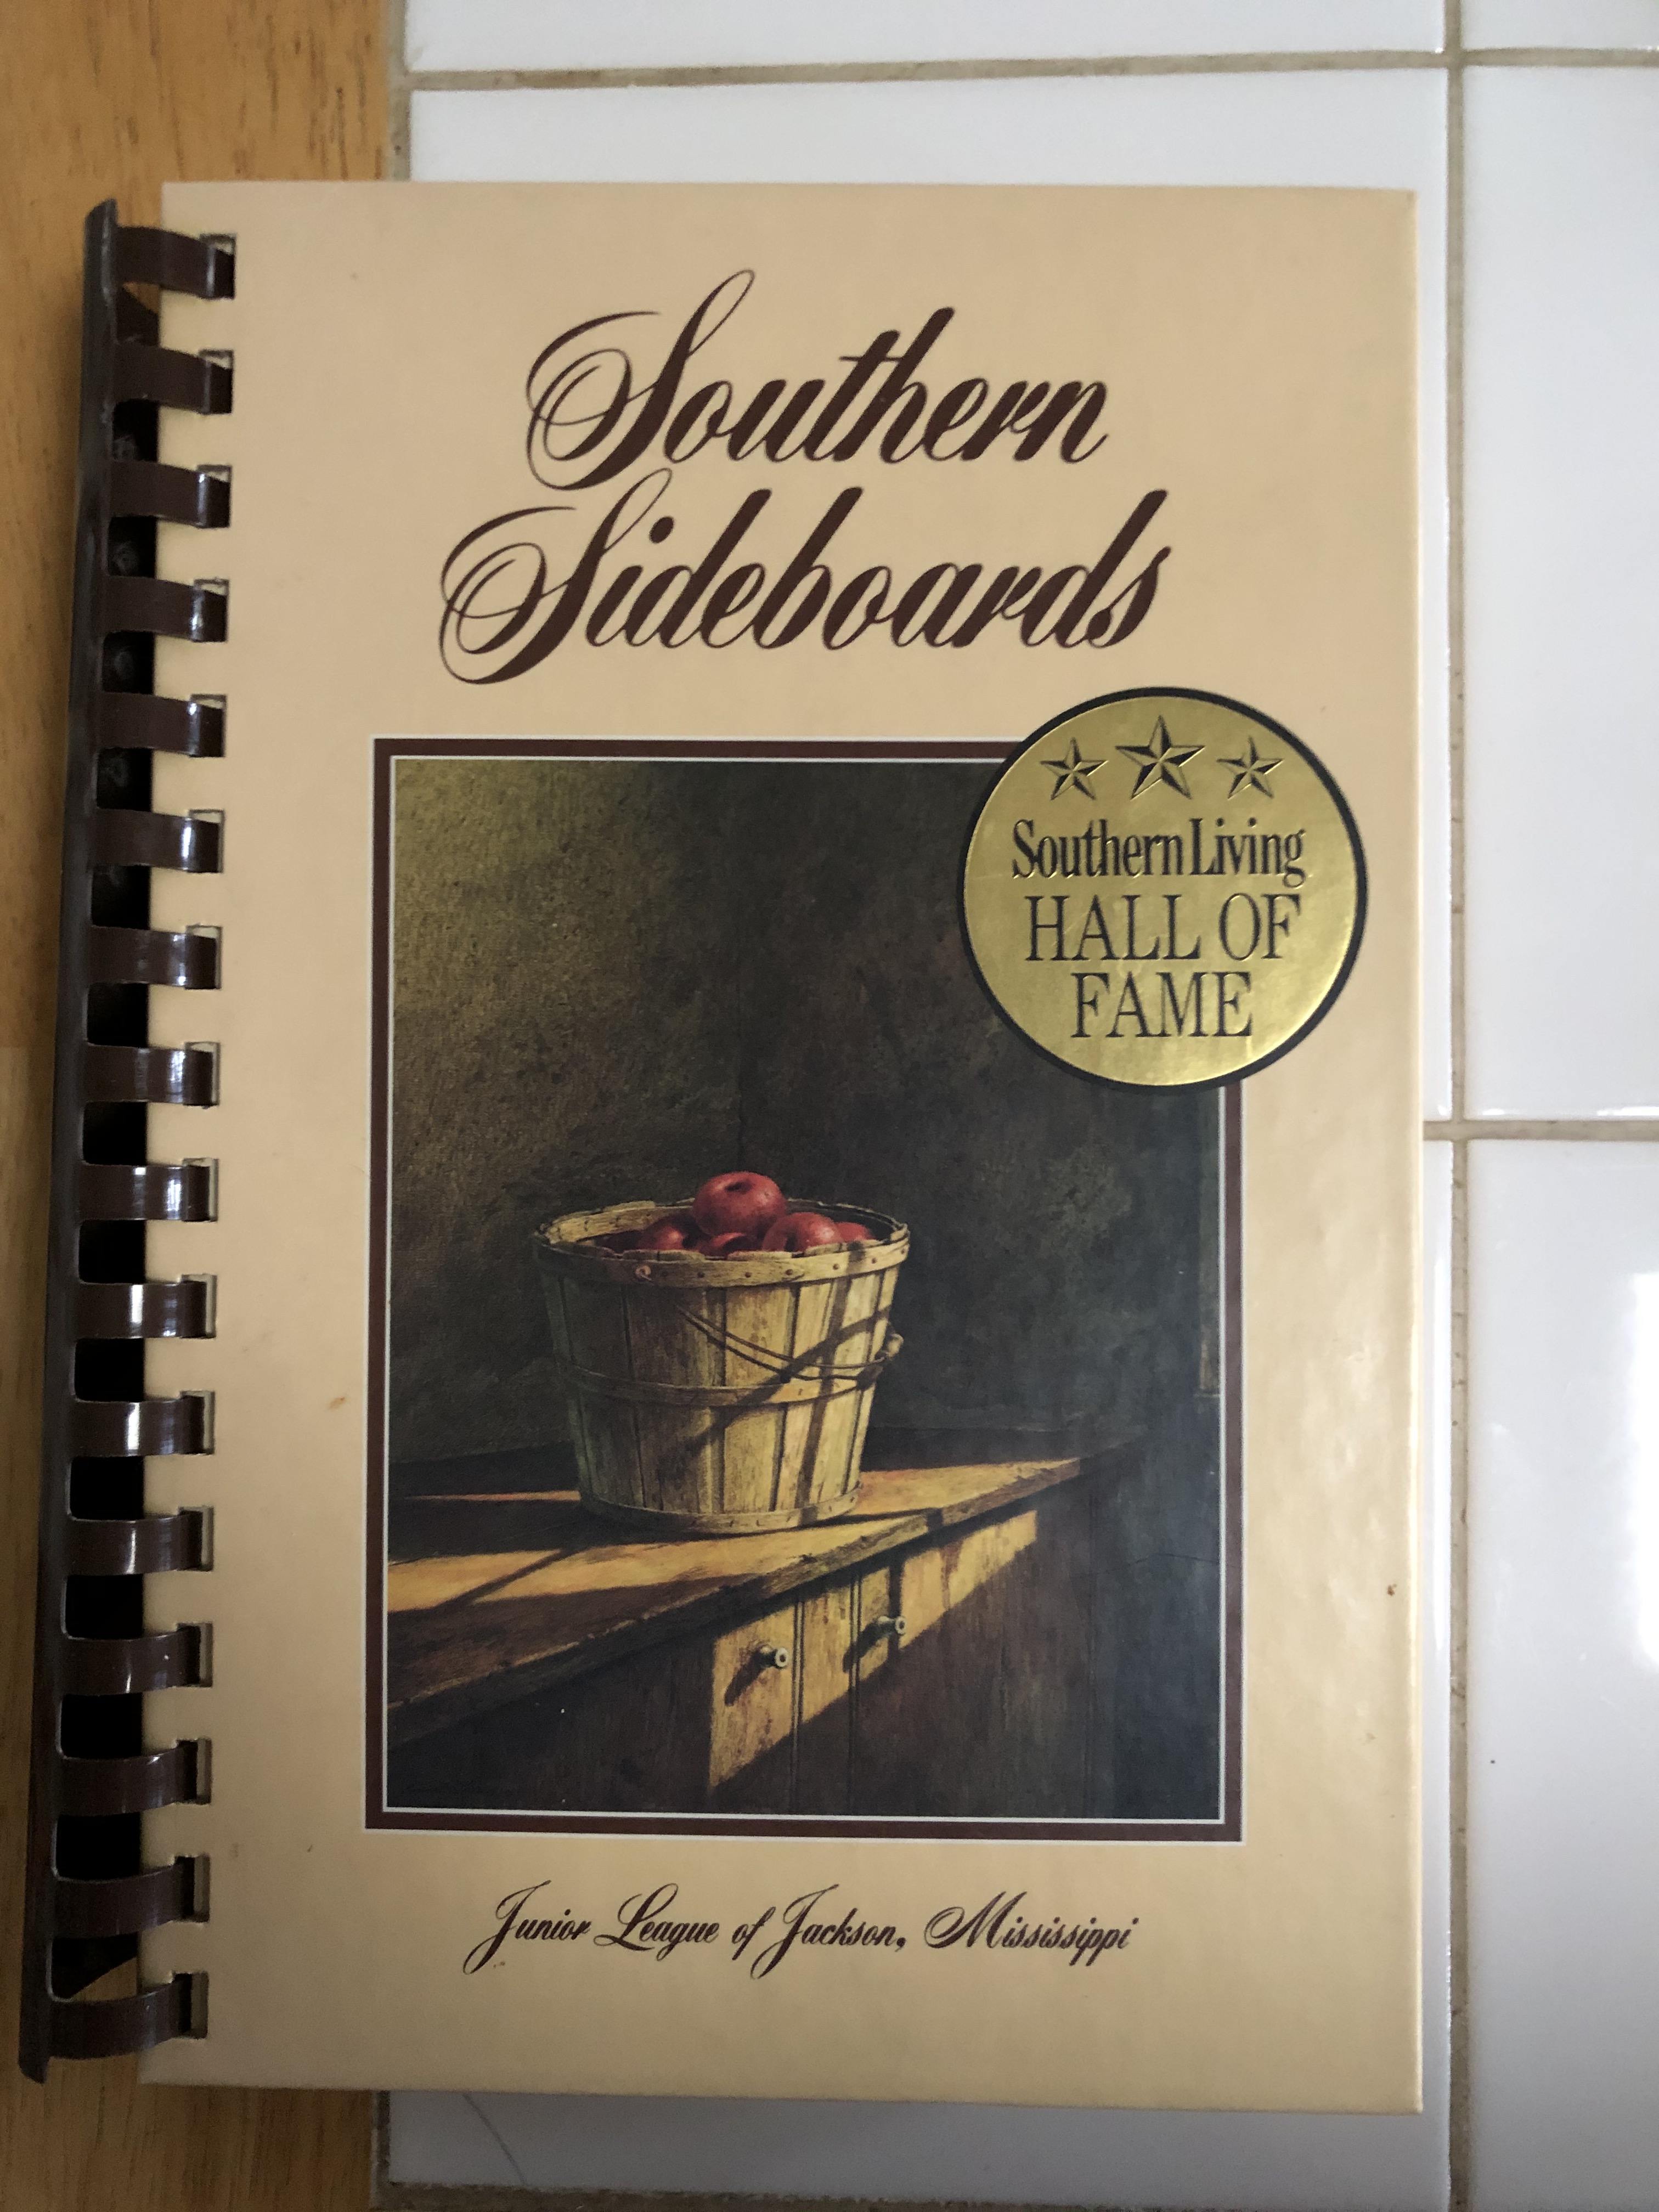 Southern
Sideboards
Southern Living
HALL OF
FAME
Junior League of Jackson, Mississippi